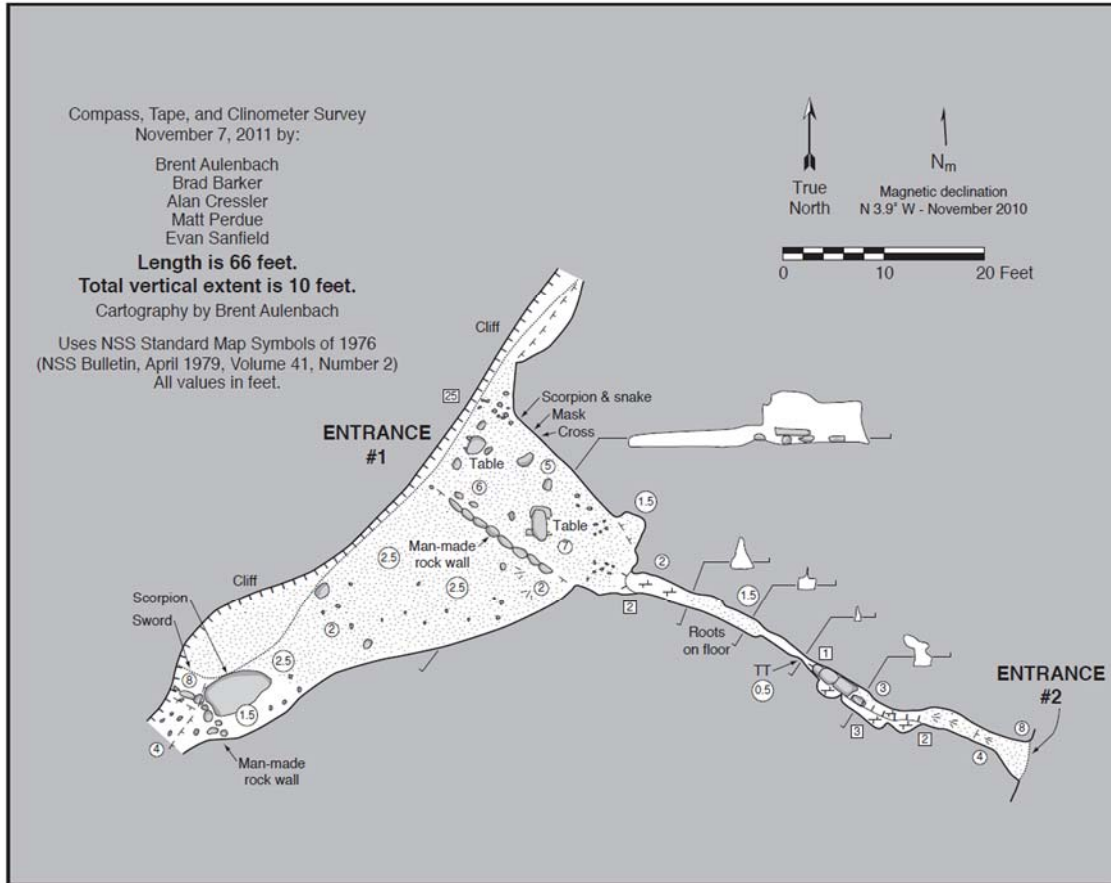 Compass, Tape, and Clinometer Survey
November 7, 2011 by:
Brent Aulenbach
Brad Barker
Alan Cressler
Matt Perdue
Evan Sanfield
Length is 66 feet.
Total vertical extent is 10 feet.
Cartography by Brent Aulenbach
Uses NSS Standard Map Symbols of 1976
(NSS Bulletin, April 1979, Volume 41, Number 2)
All values in feet.
True
North
Nm
Magnetic declination
N 3.9° W - November 2010
0 10 20 Feet
Cliff
25
Scorpion & snake
Mask
Cross
ENTRANCE
#1
Table
5
6
1.5
Table
7
Man-made
rock wall
2.5
2.5
2
2
2
1.5
Cliff
Scorpion
Sword
2
2.5
8
1.5
4
Man-made
rock wall
Roots
on floor
TT
0.5
1
3
3
2
4
8
ENTRANCE
#2